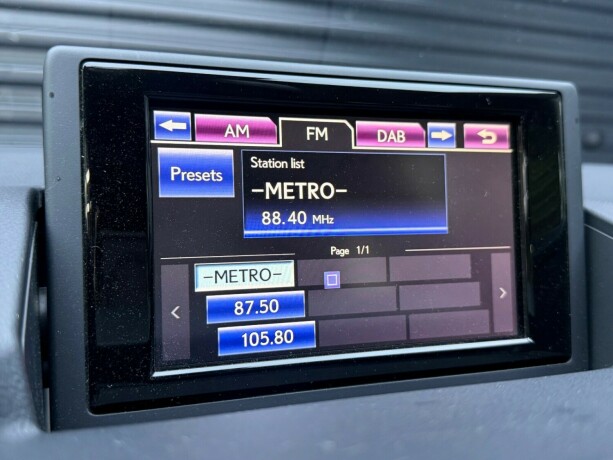 AM FM DAB
Presets
Station list
–METRO–
88.40 MHz
Page 1/1
–METRO–
87.50
105.80